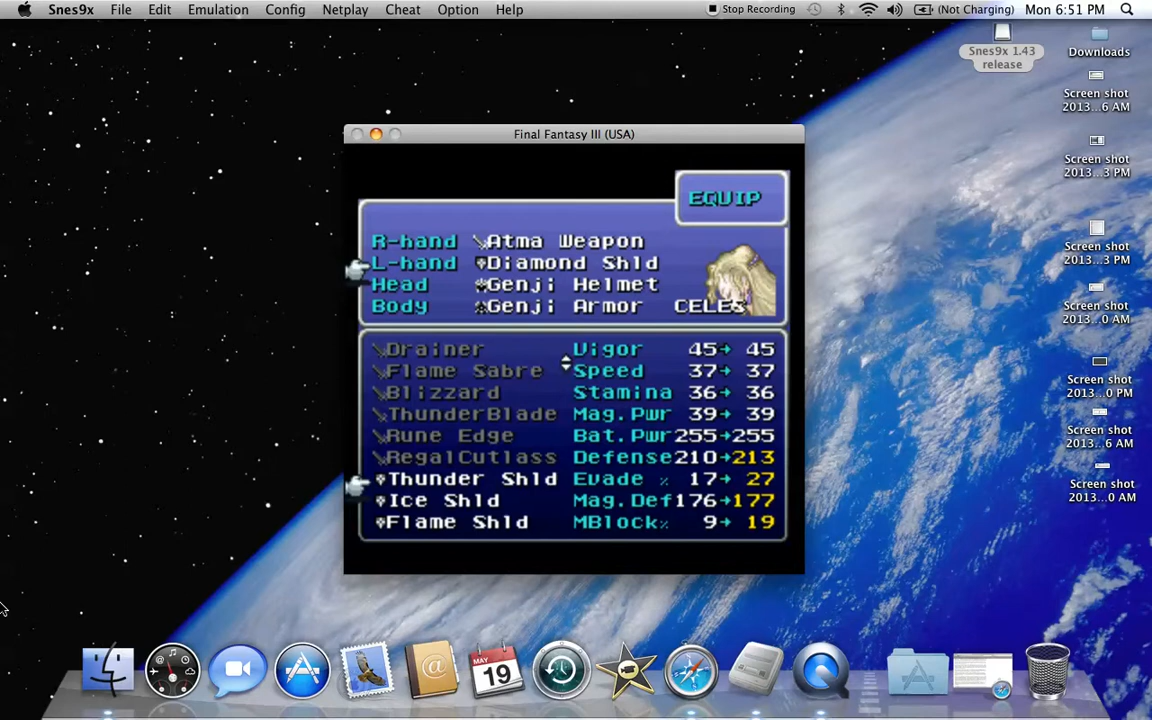 Snes9x File Edit Emulation Config Netplay Cheat Option Help Stop Recording (Not Charging) Mon 6:51 PM
Snes9x 1.43
release
Downloads
Screen shot
2013...6 AM
Screen shot
2013...3 PM
Screen shot
2013...0 PM
Screen shot
2013...0 AM
Screen shot
2013...0 PM
Screen shot
2013...6 AM
Screen shot
2013...0 AM
Final Fantasy III (USA)
EQUIP
R-hand Atma Weapon
L-hand Diamond Shld
Head Genji Helmet
Body Genji Armor CELES
Drainer Vigor 45 45
Flame Sabre Speed 37 37
Blizzard Stamina 36 36
ThunderBlade Mag.Pwr 39 39
Rune Edge Bat.Pwr 255 255
RegalCutlass Defense 210 213
Thunder Shld Evade % 17 27
Ice Shld Mag.Def 176 177
Flame Shld MBlock% 9 19
MAY
19